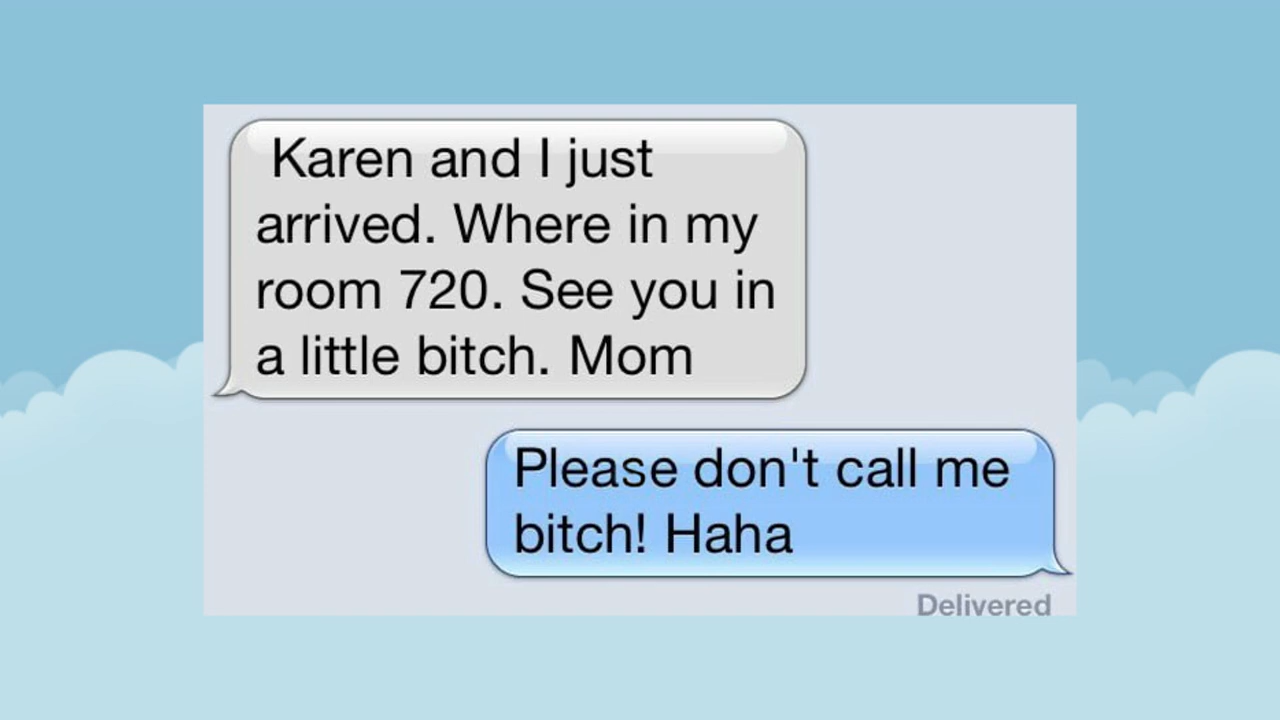 Karen and I just
arrived. Where in my
room 720. See you in
a little bitch. Mom
Please don't call me
bitch! Haha
Delivered